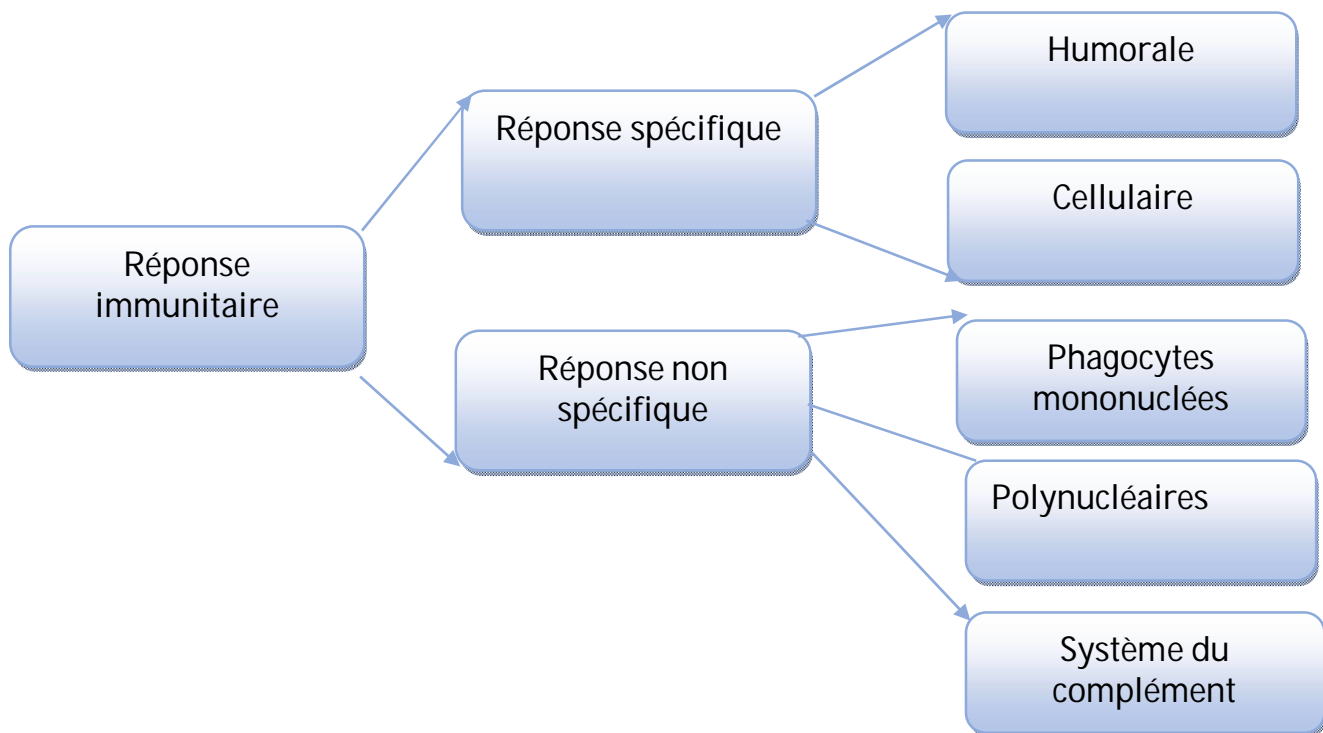 Réponse
immunitaire
Réponse spécifique
Humorale
Cellulaire
Réponse non
spécifique
Phagocytes
mononuclées
Polynucléaires
Système du
complément